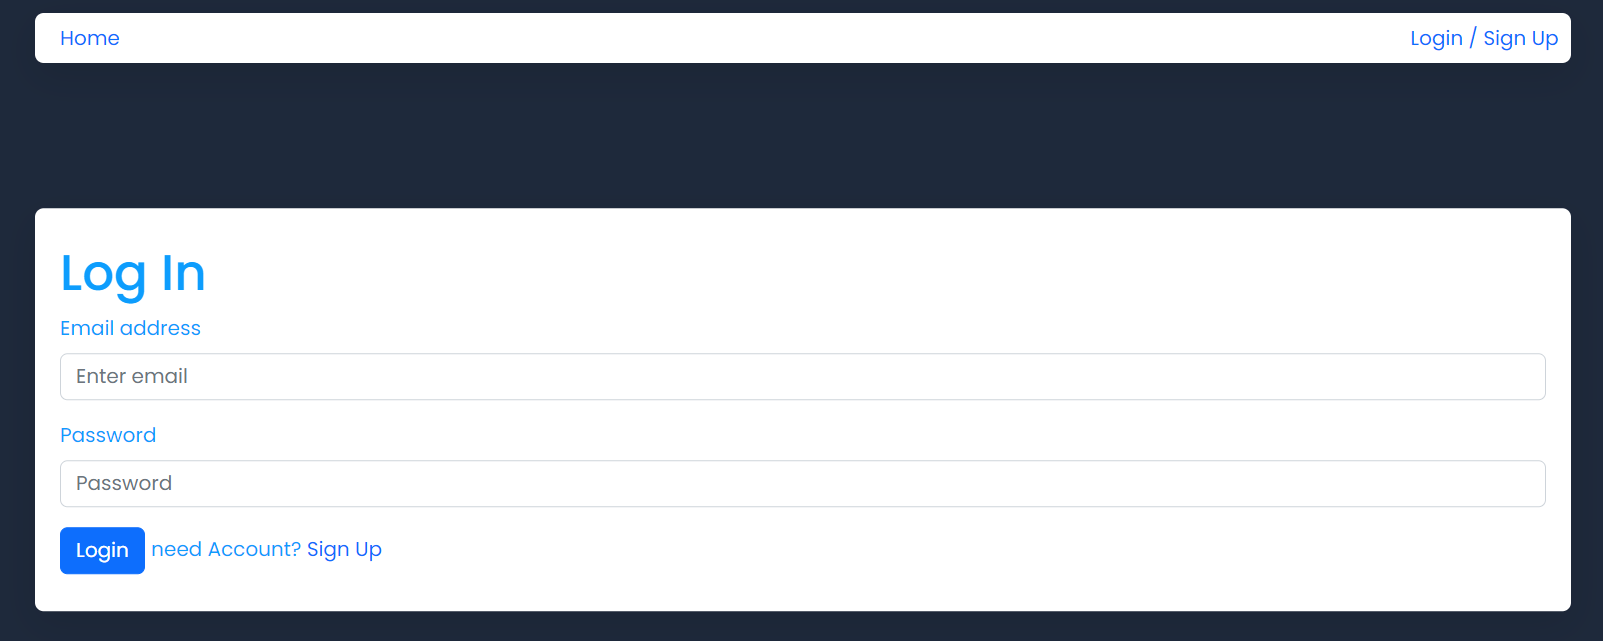 Home Login / Sign Up
Log In
Email address
Enter email
Password
Password
Login need Account? Sign Up